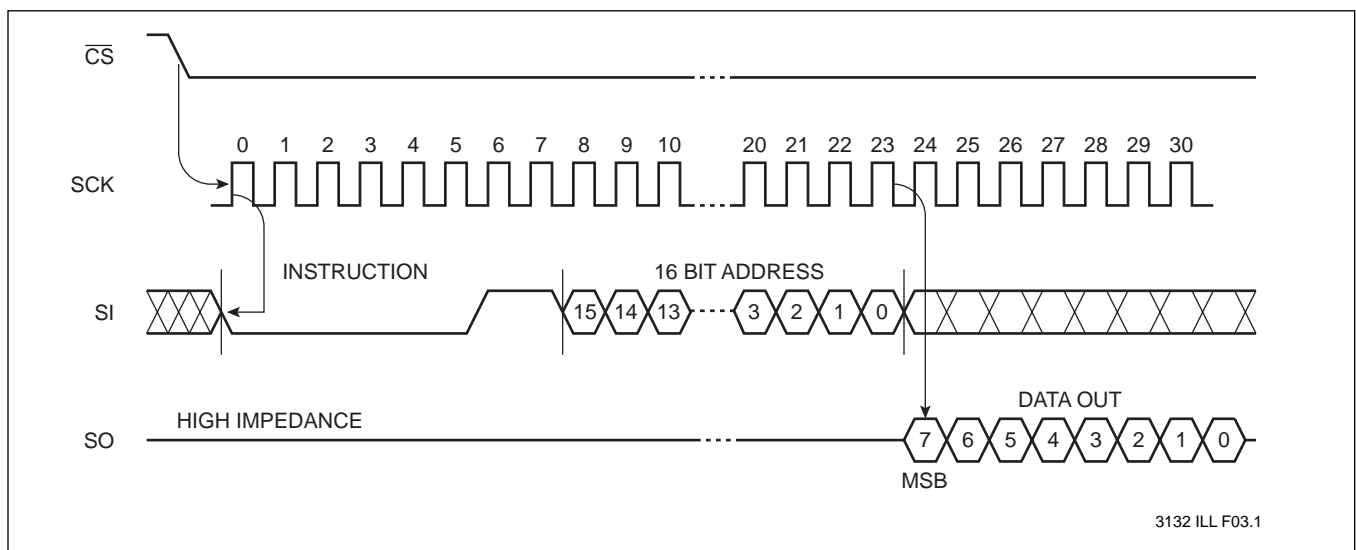 CS
0 1 2 3 4 5 6 7 8 9 10 20 21 22 23 24 25 26 27 28 29 30
SCK
INSTRUCTION 16 BIT ADDRESS
SI 15 14 13 3 2 1 0
HIGH IMPEDANCE DATA OUT
SO 7 6 5 4 3 2 1 0
MSB
3132 ILL F03.1